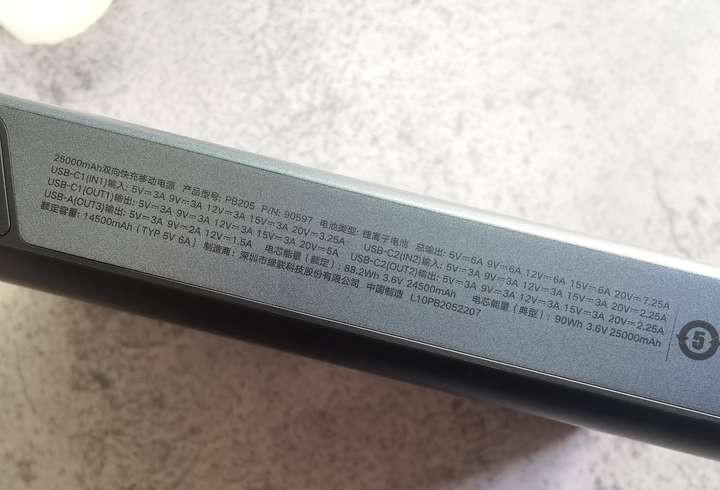 25000mAh双向快充移动电源 产品型号: PB205 P/N: 90597 电池类型: 锂离子电池 总输出: 5V⎓6A 9V⎓6A 12V⎓6A 15V⎓6A 20V⎓7.25A
USB-C1(IN1)输入: 5V⎓3A 9V⎓3A 12V⎓3A 15V⎓3A 20V⎓3.25A USB-C2(IN2)输入: 5V⎓3A 9V⎓3A 12V⎓3A 15V⎓3A 20V⎓2.25A
USB-C1(OUT1)输出: 5V⎓3A 9V⎓3A 12V⎓3A 15V⎓3A 20V⎓5A USB-C2(OUT2)输出: 5V⎓3A 9V⎓3A 12V⎓3A 15V⎓3A 20V⎓2.25A
USB-A(OUT3)输出: 5V⎓3A 9V⎓2A 12V⎓1.5A 电芯能量（额定）: 88.2Wh 3.6V 24500mAh 电芯能量（典型）: 90Wh 3.6V 25000mAh
额定容量: 14500mAh (TYP 5V 6A) 制造商: 深圳市绿联科技股份有限公司 中国制造 L10PB2052207
5